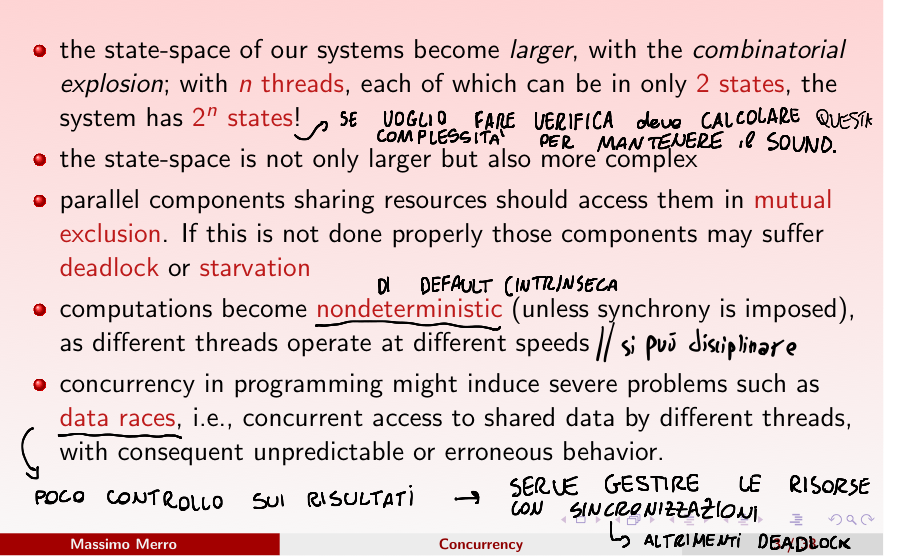 the state-space of our systems become larger, with the combinatorial
explosion; with n threads, each of which can be in only 2 states, the
system has 2ⁿ states! SE VOGLIO FARE VERIFICA devo CALCOLARE QUESTA
COMPLESSITÀ PER MANTENERE il SOUND.
the state-space is not only larger but also more complex
parallel components sharing resources should access them in mutual
exclusion. If this is not done properly those components may suffer
deadlock or starvation
DI DEFAULT (INTRINSECA
computations become nondeterministic (unless synchrony is imposed),
as different threads operate at different speeds // si può disciplinare
concurrency in programming might induce severe problems such as
data races, i.e., concurrent access to shared data by different threads,
with consequent unpredictable or erroneous behavior.
POCO CONTROLLO SUI RISULTATI → SERVE GESTIRE LE RISORSE
CON SINCRONIZZAZIONI
ALTRIMENTI DEADLOCK
Massimo Merro Concurrency